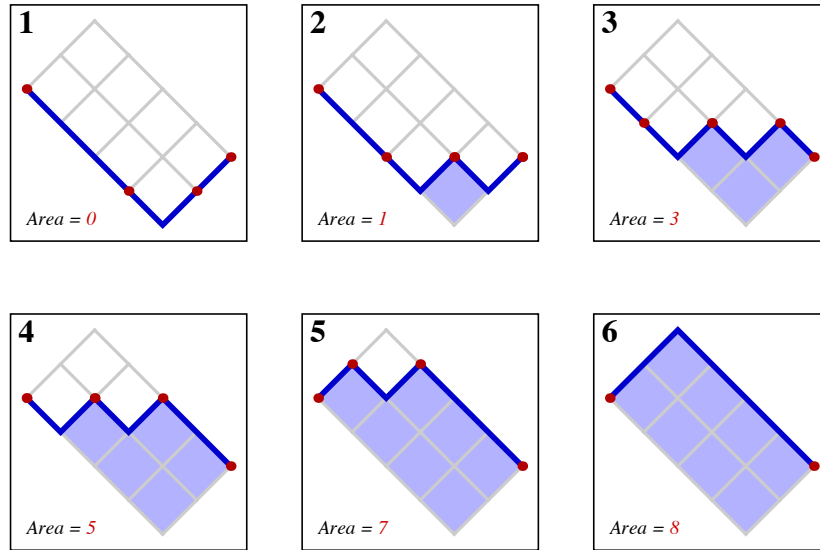 1
2
3
Area = 0
Area = 1
Area = 3
4
5
6
Area = 5
Area = 7
Area = 8